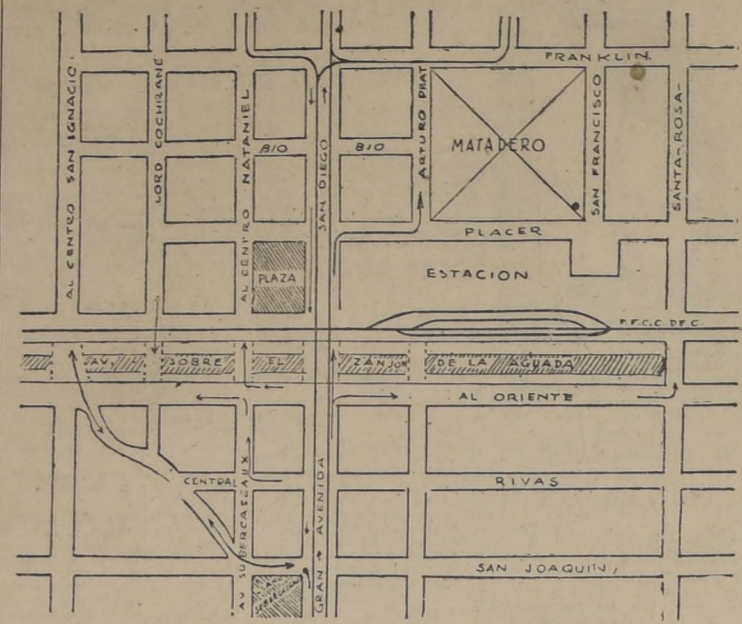 FRANKLIN.
AL CENTRO SAN IGNACIO.
LORD COCHRANE
AL CENTRO NATANIEL
BIO
SAN DIEGO
BIO
ARTURO PRAT
MATADERO
SAN FRANCISCO
SANTA-ROSA-
PLACER
PLAZA
ESTACION
F.F.C.C. DE C.
AV. SOBRE EL ZANJON DE LA AGUADA
AL ORIENTE
CENTRAL
AV SUBERCASEAUX
GRAN AVENIDA
RIVAS
SAN JOAQUIN,